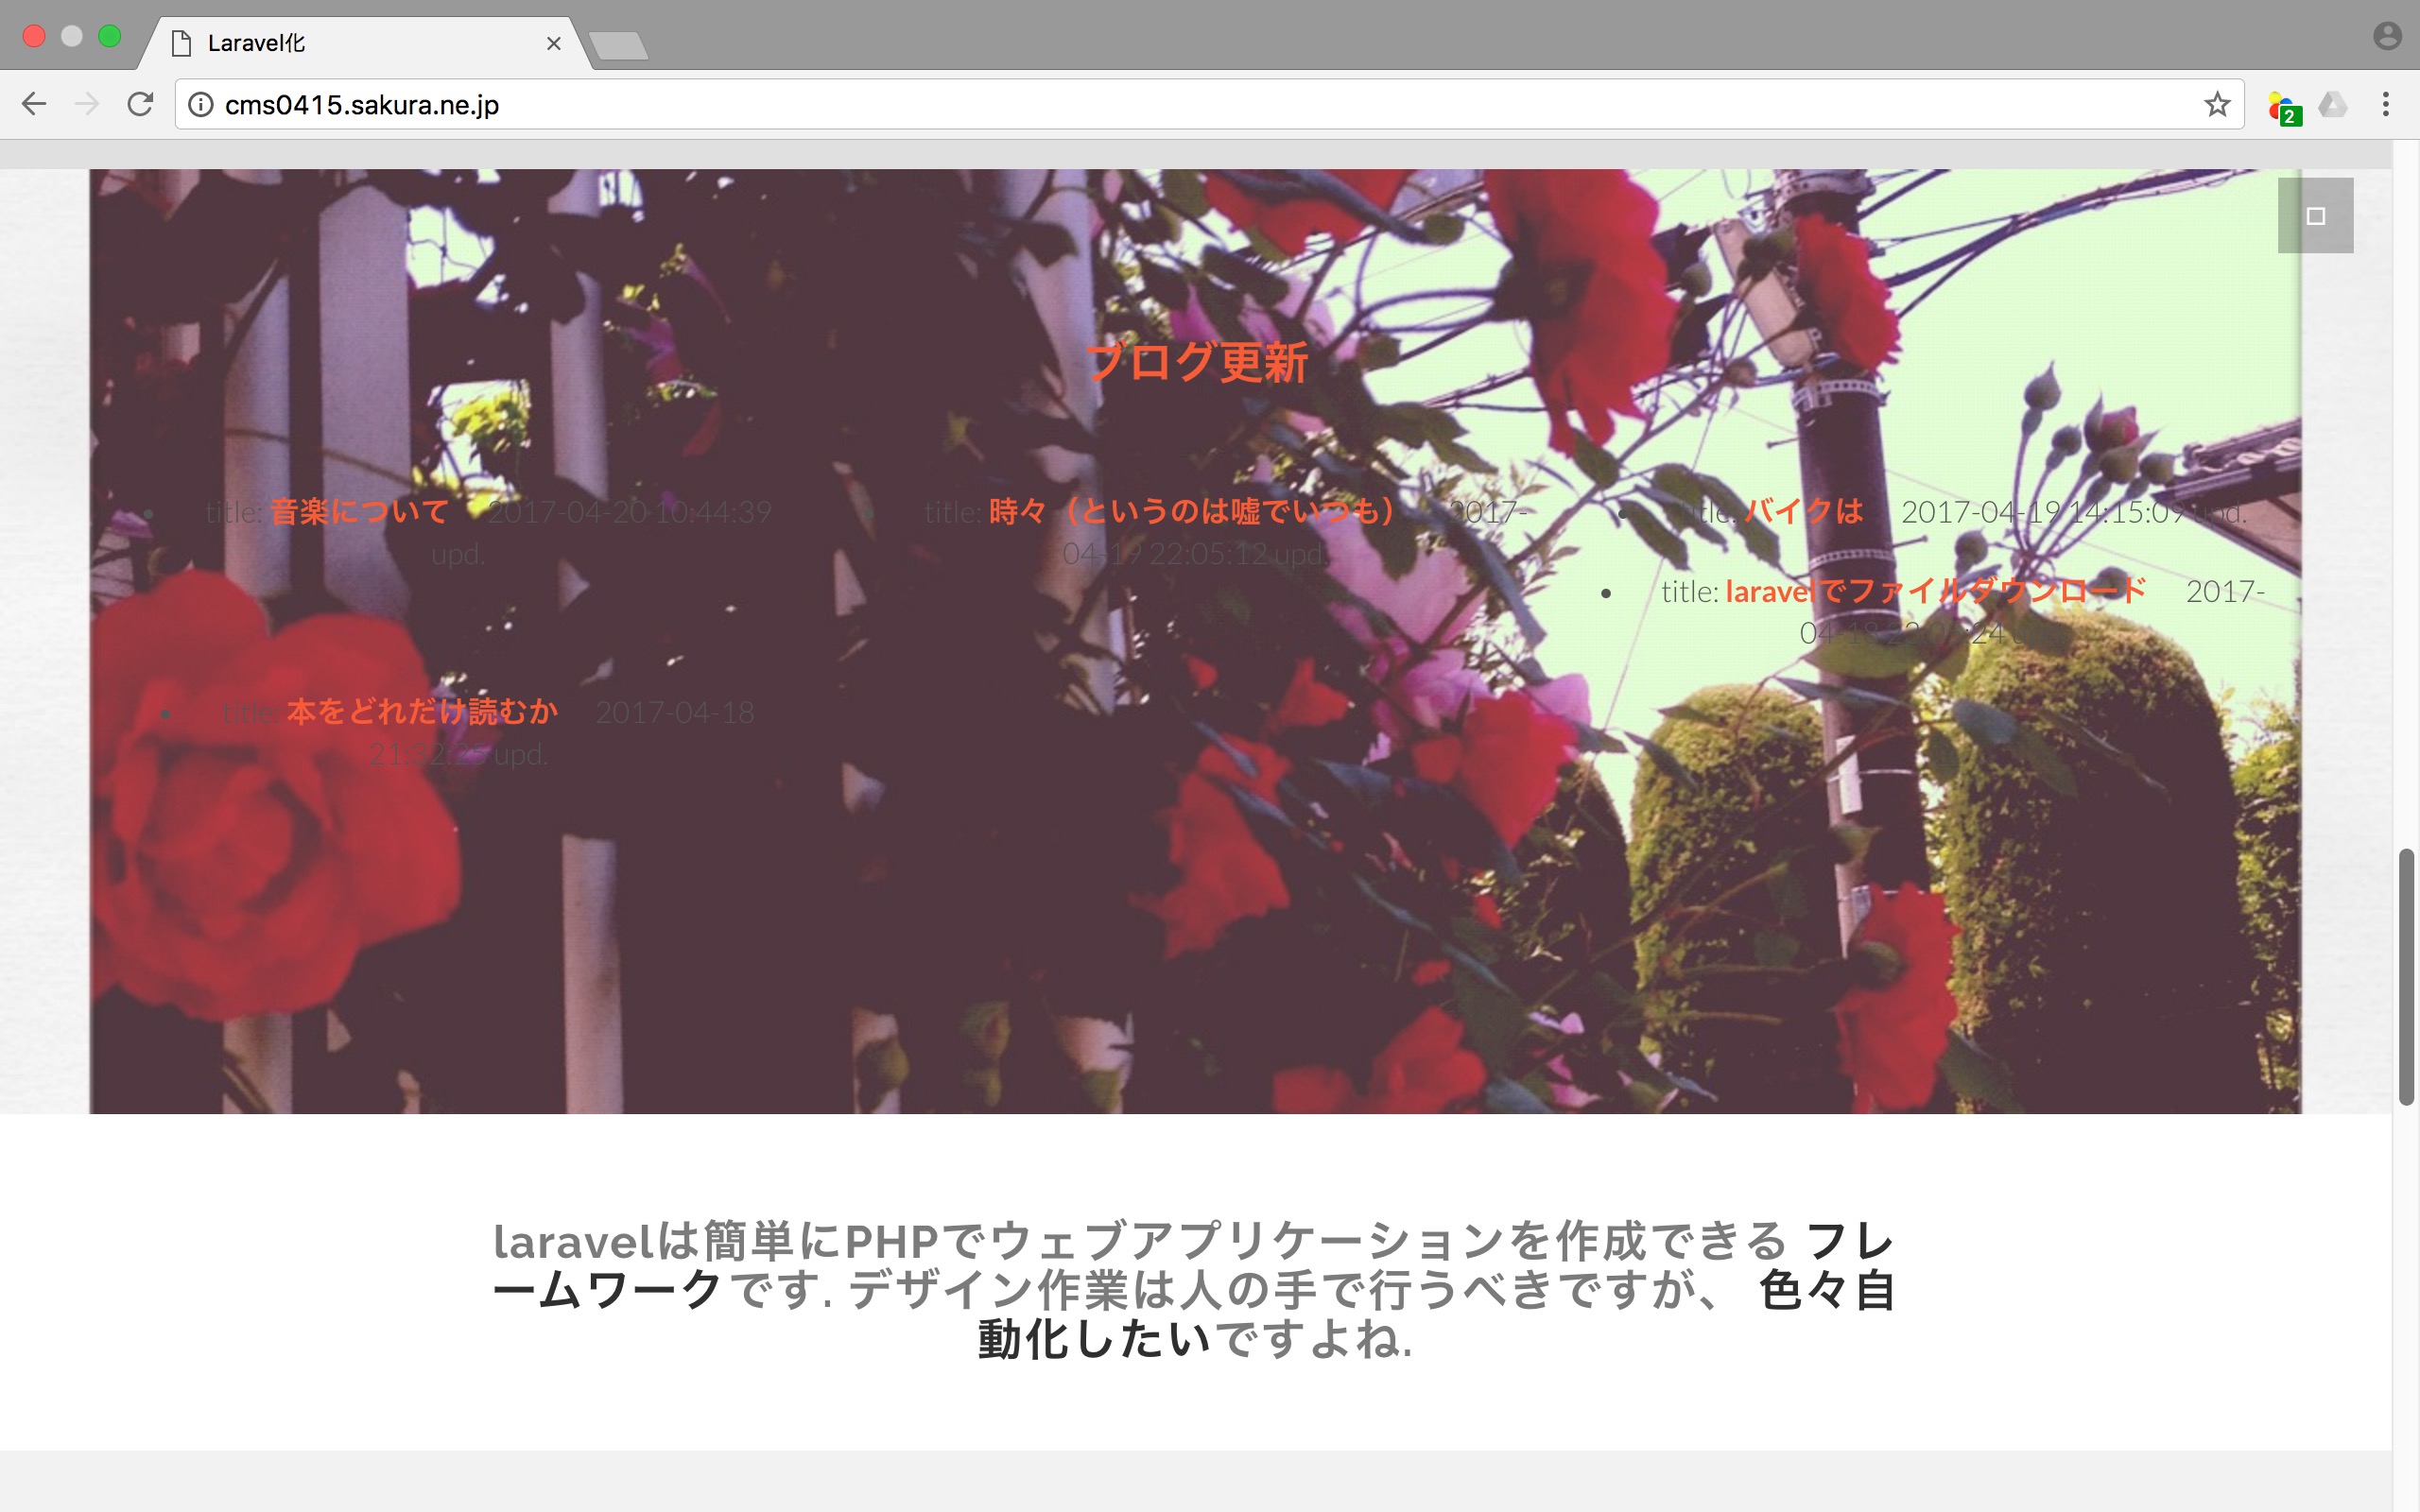 Laravel化
cms0415.sakura.ne.jp
2
ブログ更新
title: 音楽について 2017-04-20 10:44:39
upd.
title: 時々（というのは嘘でいつも） 2017-
04-19 22:05:12 upd.
title: バイクは 2017-04-19 14:15:09 upd.
title: laravelでファイルダウンロード 2017-
title: 本をどれだけ読むか 2017-04-18
upd.
laravelは簡単にPHPでウェブアプリケーションを作成できる フレ
ームワークです. デザイン作業は人の手で行うべきですが、 色々自
動化したいですよね.